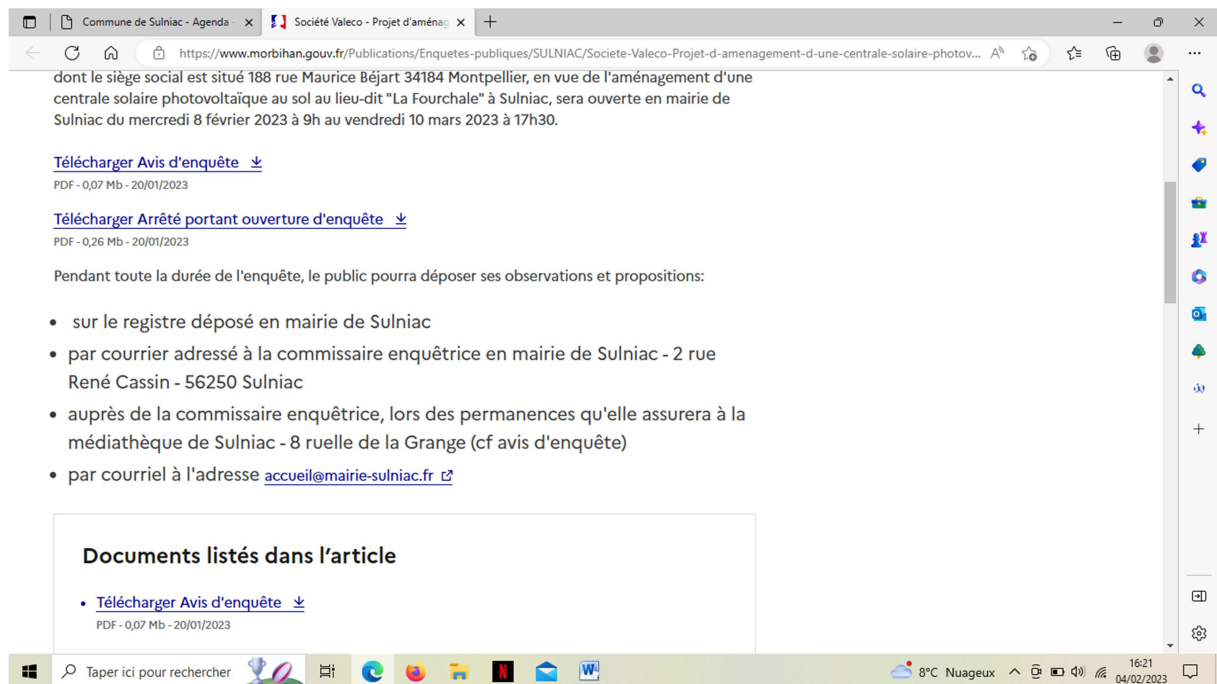 Commune de Sulniac - Agenda -
Société Valeco - Projet d'aménag
https://www.morbihan.gouv.fr/Publications/Enquetes-publiques/SULNIAC/Societe-Valeco-Projet-d-amenagement-d-une-centrale-solaire-photov...
dont le siège social est situé 188 rue Maurice Béjart 34184 Montpellier, en vue de l'aménagement d'une
centrale solaire photovoltaïque au sol au lieu-dit "La Fourchale" à Sulniac, sera ouverte en mairie de
Sulniac du mercredi 8 février 2023 à 9h au vendredi 10 mars 2023 à 17h30.
Télécharger Avis d'enquête
PDF - 0,07 Mb - 20/01/2023
Télécharger Arrêté portant ouverture d'enquête
PDF - 0,26 Mb - 20/01/2023
Pendant toute la durée de l'enquête, le public pourra déposer ses observations et propositions:
• sur le registre déposé en mairie de Sulniac
• par courrier adressé à la commissaire enquêtrice en mairie de Sulniac - 2 rue
René Cassin - 56250 Sulniac
• auprès de la commissaire enquêtrice, lors des permanences qu'elle assurera à la
médiathèque de Sulniac - 8 ruelle de la Grange (cf avis d'enquête)
• par courriel à l'adresse accueil@mairie-sulniac.fr
Documents listés dans l'article
• Télécharger Avis d'enquête
PDF - 0,07 Mb - 20/01/2023
Taper ici pour rechercher
8°C Nuageux
16:21
04/02/2023